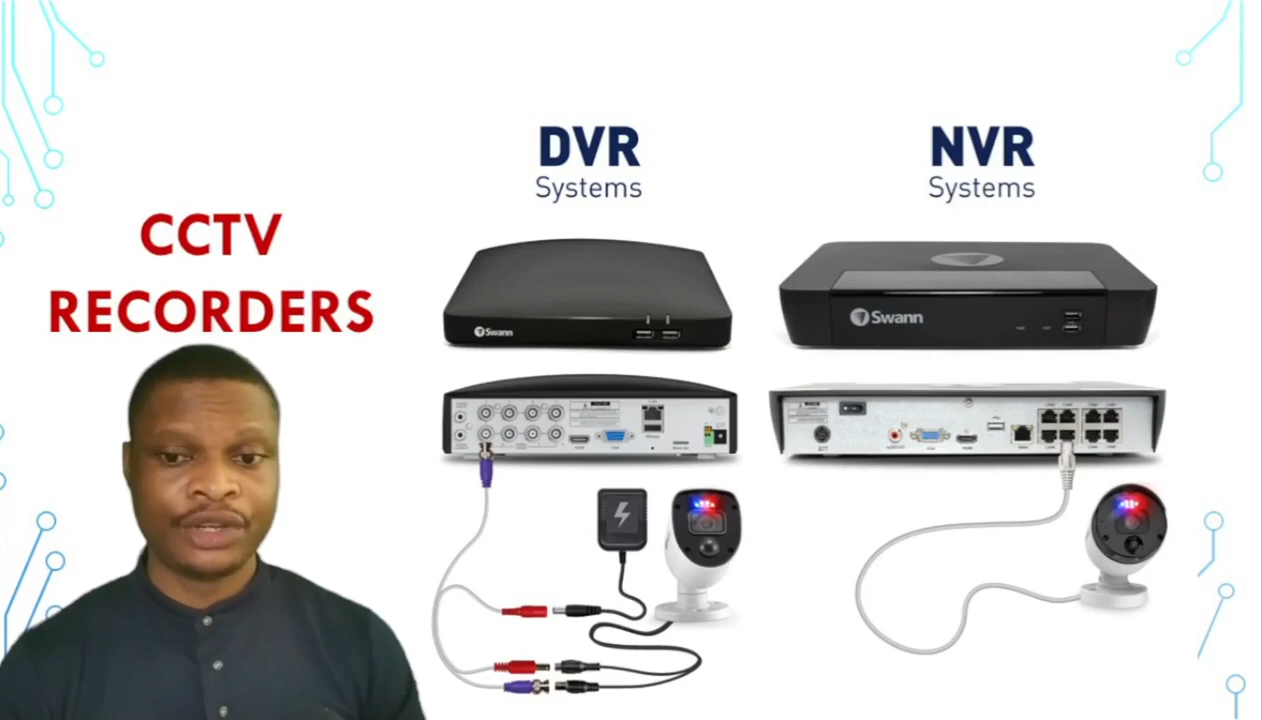 DVR
Systems
NVR
Systems
CCTV
RECORDERS
Swann
Swann